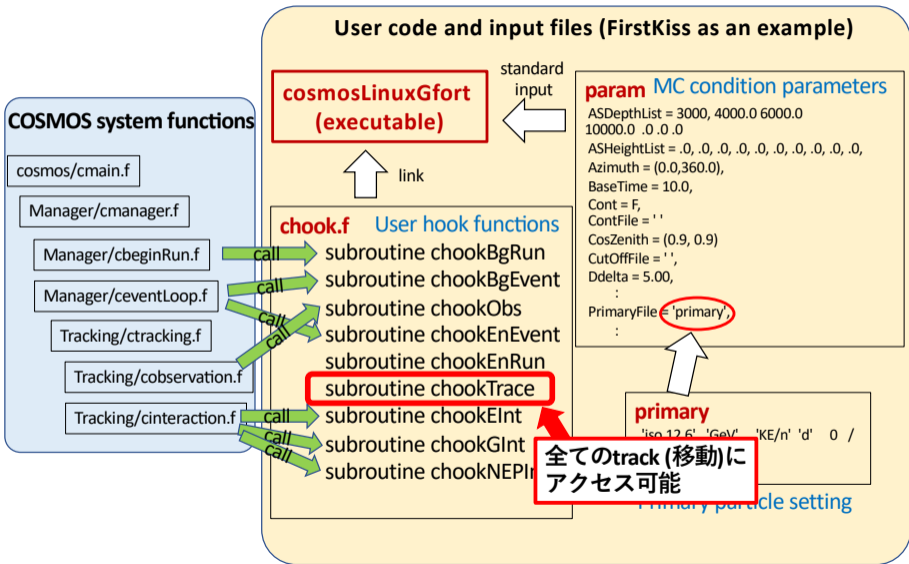 User code and input files (FirstKiss as an example)
COSMOS system functions
cosmos/cmain.f
Manager/cmanager.f
Manager/cbeginRun.f
Manager/ceventLoop.f
Tracking/ctracking.f
Tracking/cobservation.f
Tracking/cinteraction.f
cosmosLinuxGfort
(executable)
standard
input
link
chook.f User hook functions
call subroutine chookBgRun
call subroutine chookBgEvent
call subroutine chookObs
call subroutine chookEnEvent
subroutine chookEnRun
subroutine chookTrace
call subroutine chookEInt
call subroutine chookGInt
call subroutine chookNEPIn
param MC condition parameters
ASDepthList = 3000, 4000.0 6000.0
10000.0 .0 .0 .0
ASHeightList = .0, .0, .0, .0, .0, .0, .0, .0, .0, .0,
Azimuth = (0.0,360.0),
BaseTime = 10.0,
Cont = F,
ContFile = ' '
CosZenith = (0.9, 0.9)
CutOffFile = ' ',
Ddelta = 5.00,
:
PrimaryFile = 'primary',
:
primary
'iso 12.6' 'GeV' 'KE/n' 'd' 0 /
Primary particle setting
全てのtrack (移動)に
アクセス可能